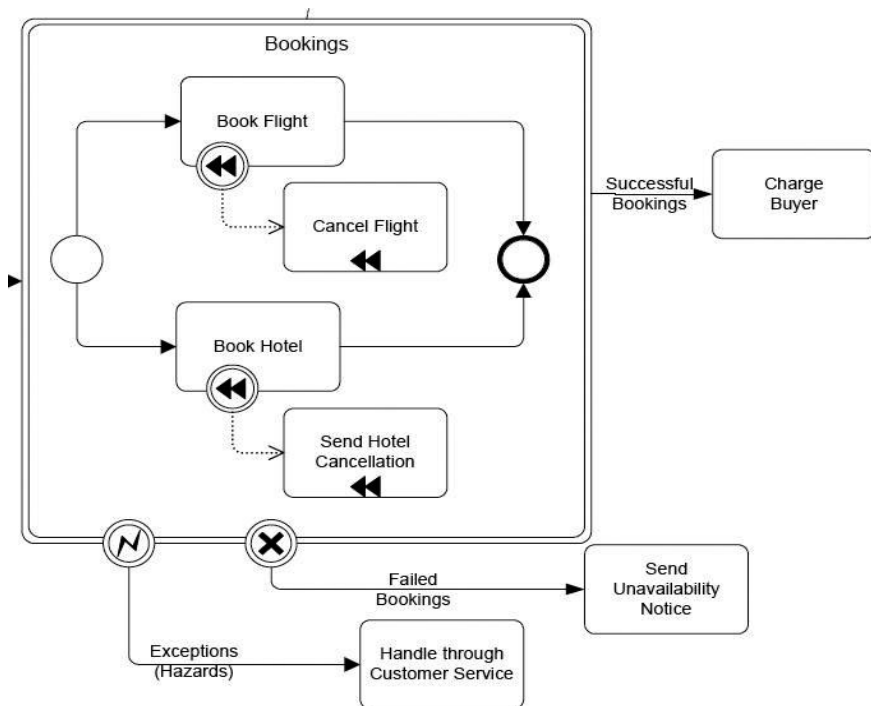 Bookings
Book Flight
Cancel Flight
Successful
Bookings
Charge
Buyer
Book Hotel
Send Hotel
Cancellation
Failed
Bookings
Send
Unavailability
Notice
Exceptions
(Hazards)
Handle through
Customer Service